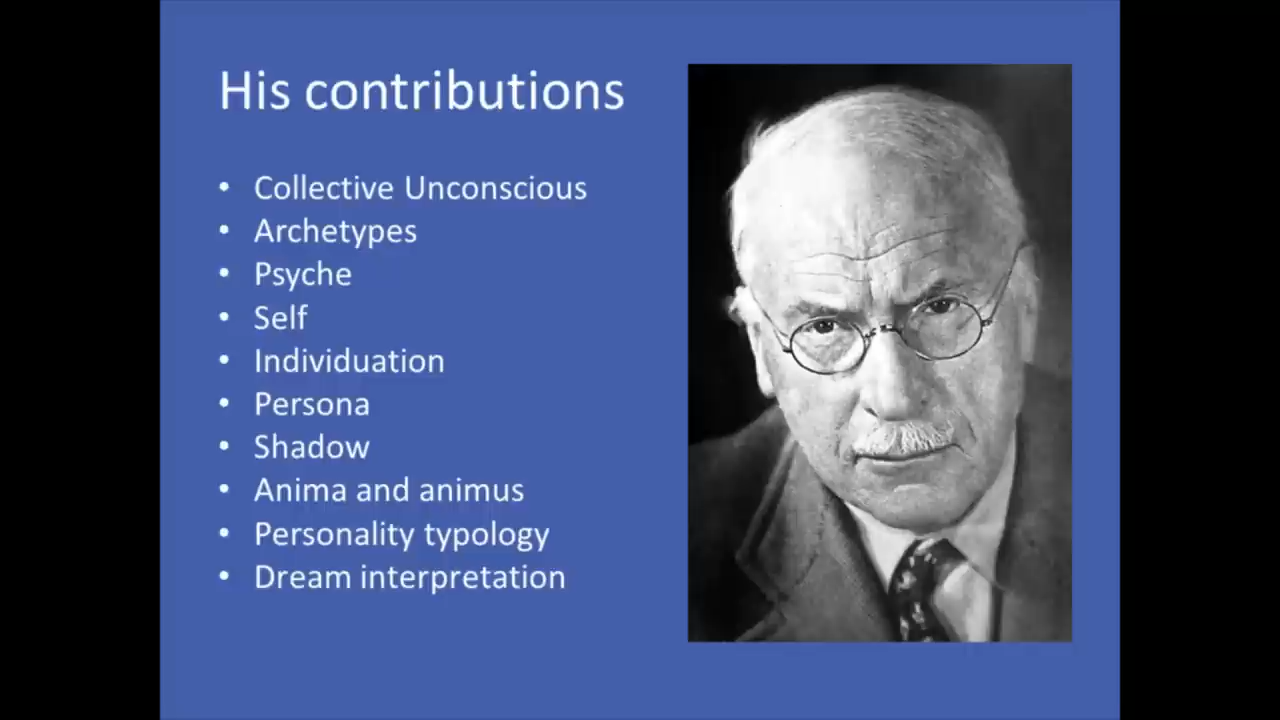 His contributions
• Collective Unconscious
• Archetypes
• Psyche
• Self
• Individuation
• Persona
• Shadow
• Anima and animus
• Personality typology
• Dream interpretation